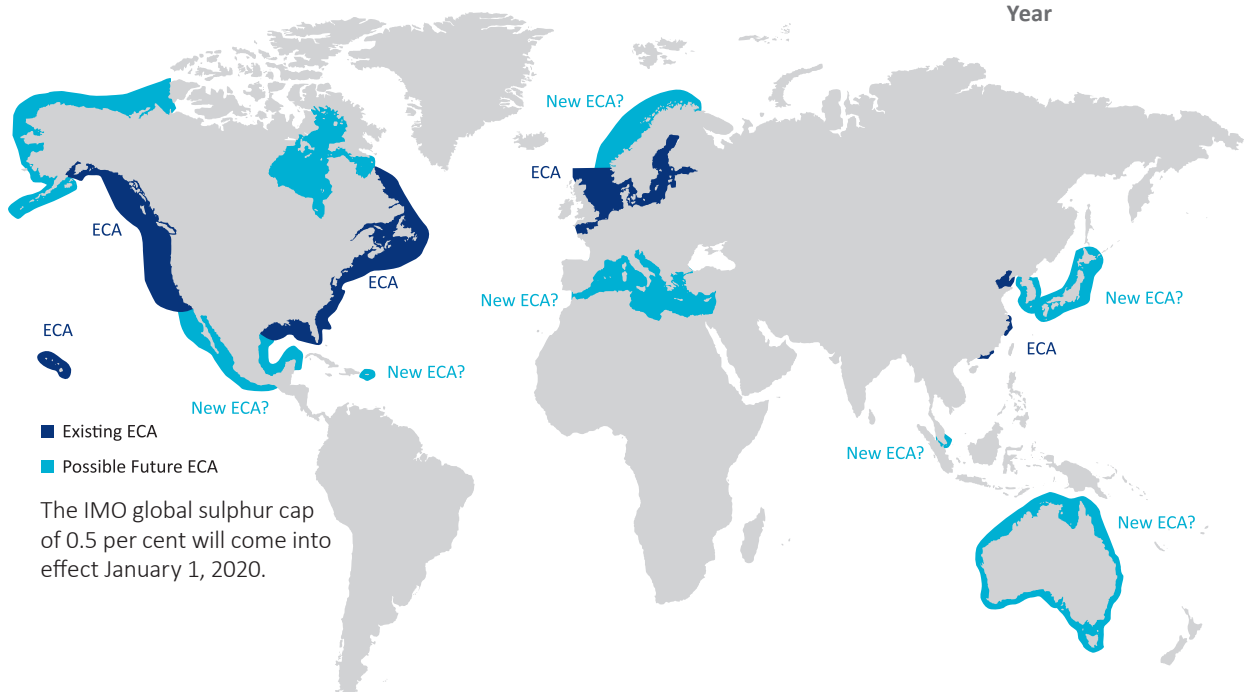 Year
New ECA?
ECA
ECA
ECA
New ECA?
New ECA?
ECA
ECA
New ECA?
New ECA?
Existing ECA
New ECA?
Possible Future ECA
The IMO global sulphur cap
of 0.5 per cent will come into
effect January 1, 2020.
New ECA?